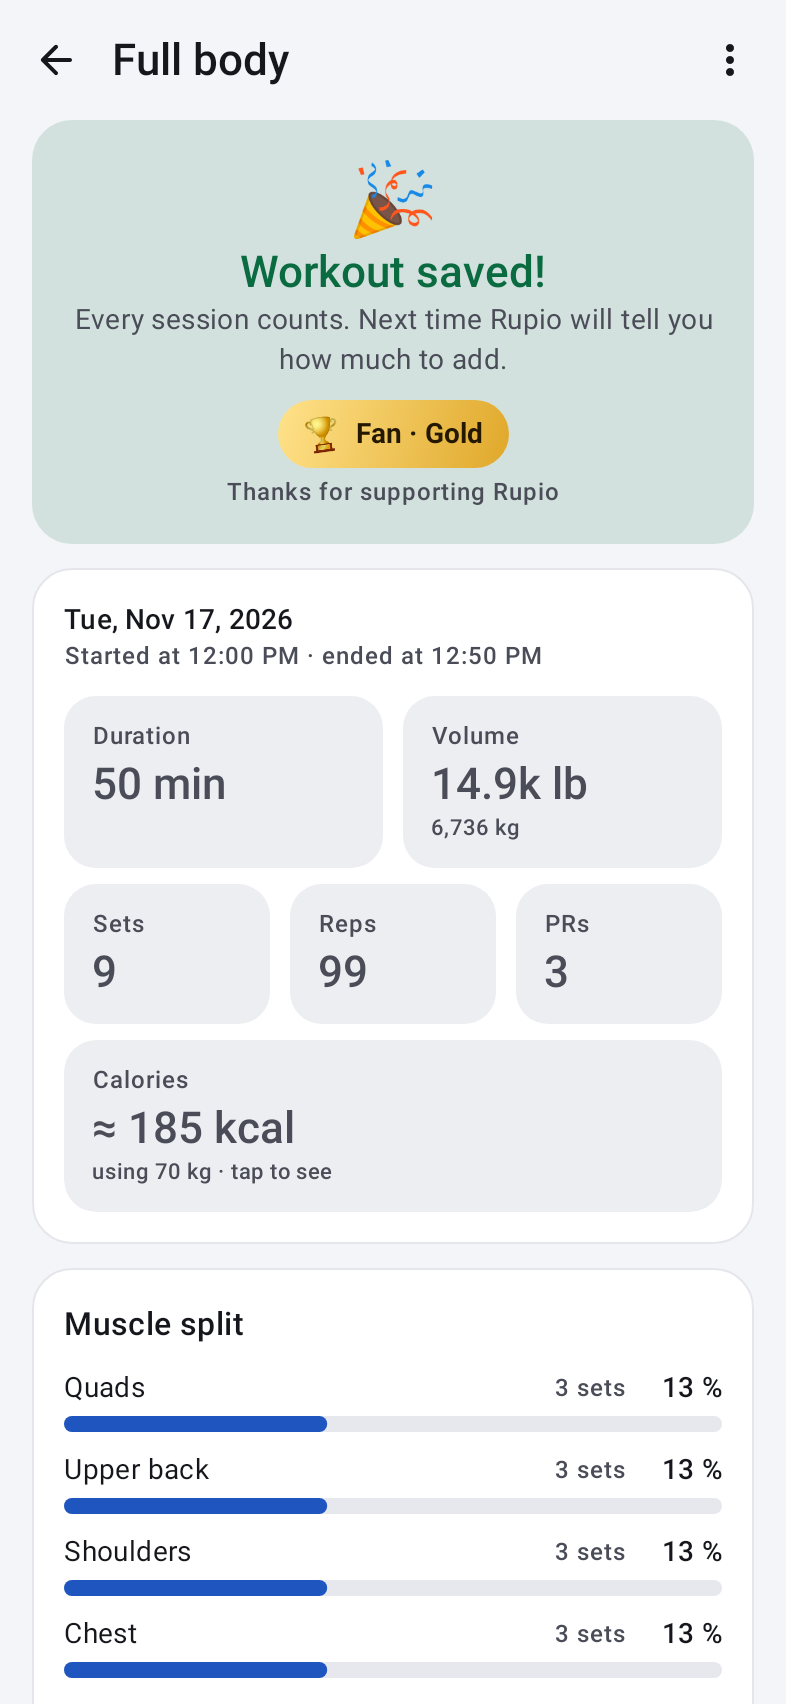 Full body
Workout saved!
Every session counts. Next time Rupio will tell you
how much to add.
Fan · Gold
Thanks for supporting Rupio
Tue, Nov 17, 2026
Started at 12:00 PM · ended at 12:50 PM
Duration
50 min
Volume
14.9k lb
6,736 kg
Sets
9
Reps
99
PRs
3
Calories
≈ 185 kcal
using 70 kg · tap to see
Muscle split
Quads 3 sets 13 %
Upper back 3 sets 13 %
Shoulders 3 sets 13 %
Chest 3 sets 13 %